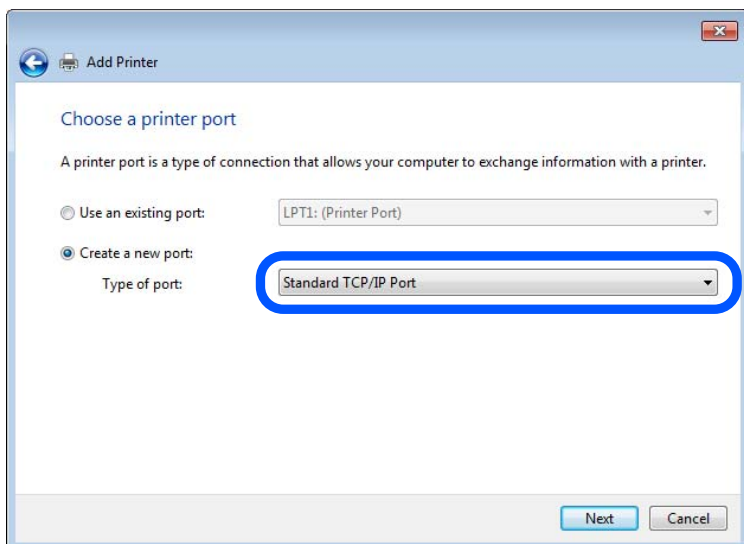 Add Printer
Choose a printer port
A printer port is a type of connection that allows your computer to exchange information with a printer.
Use an existing port: LPT1: (Printer Port)
Create a new port:
Type of port: Standard TCP/IP Port
Next Cancel